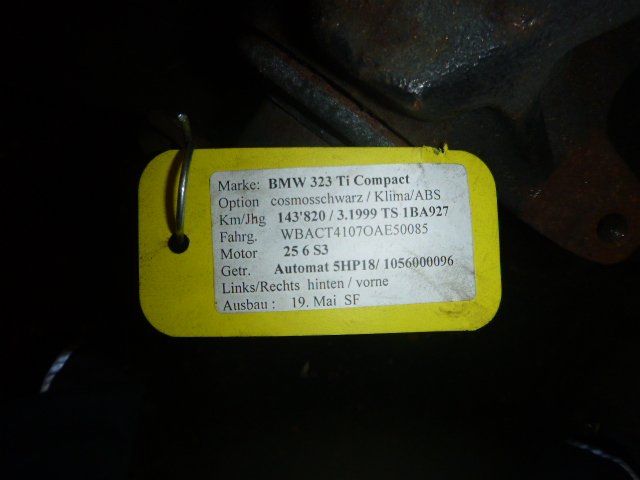 Marke: BMW 323 Ti Compact
Option cosmosschwarz / Klima/ABS
Km/Jhg 143'820 / 3.1999 TS 1BA927
Fahrg. WBACT4107OAE50085
Motor 25 6 S3
Getr. Automat 5HP18/ 1056000096
Links/Rechts hinten / vorne
Ausbau : 19. Mai SF